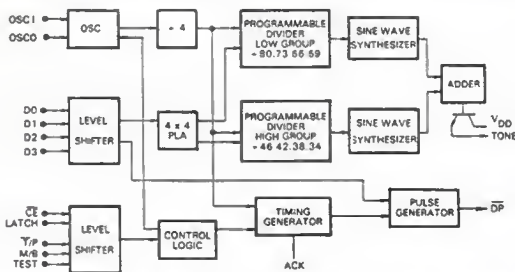 OSCI
OSCO
OSC
÷ 4
PROGRAMMABLE
DIVIDER
LOW GROUP
÷ 80.73 66 59
SINE WAVE
SYNTHESIZER
ADDER
VDD
TONE
D0
D1
D2
D3
LEVEL
SHIFTER
4 x 4
PLA
PROGRAMMABLE
DIVIDER
HIGH GROUP
÷ 46 42.38.34
SINE WAVE
SYNTHESIZER
CE
LATCH
T/P
M/B
TEST
LEVEL
SHIFTER
CONTROL
LOGIC
TIMING
GENERATOR
ACK
PULSE
GENERATOR
DP